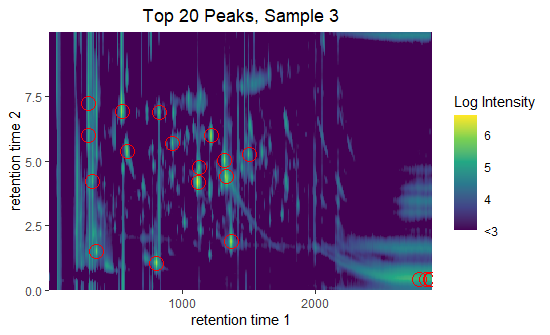 Top 20 Peaks, Sample 3
retention time 2
7.5
5.0
2.5
0.0
1000
2000
retention time 1
Log Intensity
6
5
4
<3